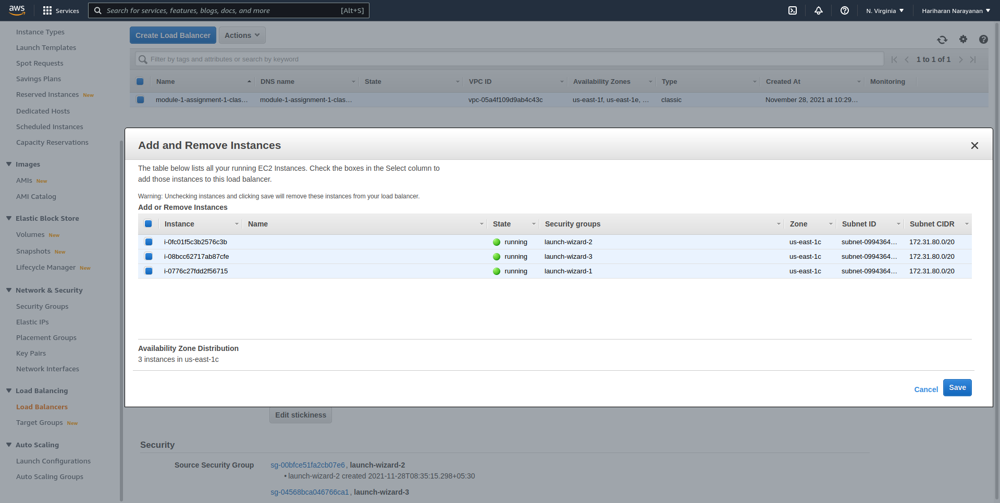 aws Services Search for services, features, blogs, docs, and more [Alt+S] N. Virginia Hariharan Narayanan
Instance Types
Launch Templates
Spot Requests
Savings Plans
Reserved Instances New
Dedicated Hosts
Scheduled Instances
Capacity Reservations
Images
AMIs New
AMI Catalog
Elastic Block Store
Volumes New
Snapshots New
Lifecycle Manager New
Network & Security
Security Groups
Elastic IPs
Placement Groups
Key Pairs
Network Interfaces
Load Balancing
Load Balancers
Target Groups New
Auto Scaling
Launch Configurations
Auto Scaling Groups
Create Load Balancer Actions
Filter by tags and attributes or search by keyword 1 to 1 of 1
Name DNS name State VPC ID Availability Zones Type Created At Monitoring
module-1-assignment-1-clas... module-1-assignment-1-clas... vpc-05a4f109d9ab4c43c us-east-1f, us-east-1e, ... classic November 28, 2021 at 10:29...
Add and Remove Instances
The table below lists all your running EC2 Instances. Check the boxes in the Select column to
add those instances to this load balancer.
Warning: Unchecking instances and clicking save will remove these instances from your load balancer.
Add or Remove Instances
Instance Name State Security groups Zone Subnet ID Subnet CIDR
i-0fc01f5c3b2576c3b running launch-wizard-2 us-east-1c subnet-0994364... 172.31.80.0/20
i-08bcc62717ab87cfe running launch-wizard-3 us-east-1c subnet-0994364... 172.31.80.0/20
i-0776c27fdd2f56715 running launch-wizard-1 us-east-1c subnet-0994364... 172.31.80.0/20
Availability Zone Distribution
3 instances in us-east-1c
Cancel Save
Edit stickiness
Security
Source Security Group sg-00bfce51fa2cb07e6, launch-wizard-2
• launch-wizard-2 created 2021-11-28T08:35:15.298+05:30
sg-04568bca046766ca1, launch-wizard-3